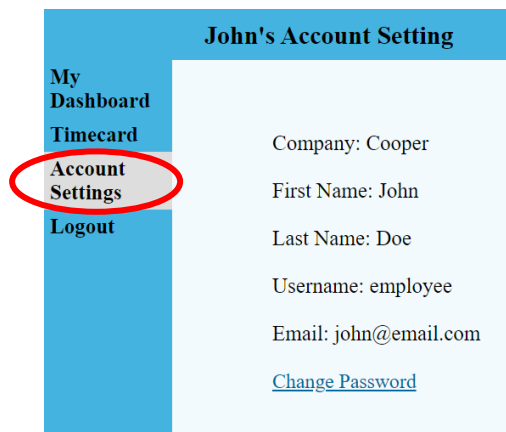 John's Account Setting
My
Dashboard
Timecard
Account
Settings
Logout
Company: Cooper
First Name: John
Last Name: Doe
Username: employee
Email: john@email.com
Change Password